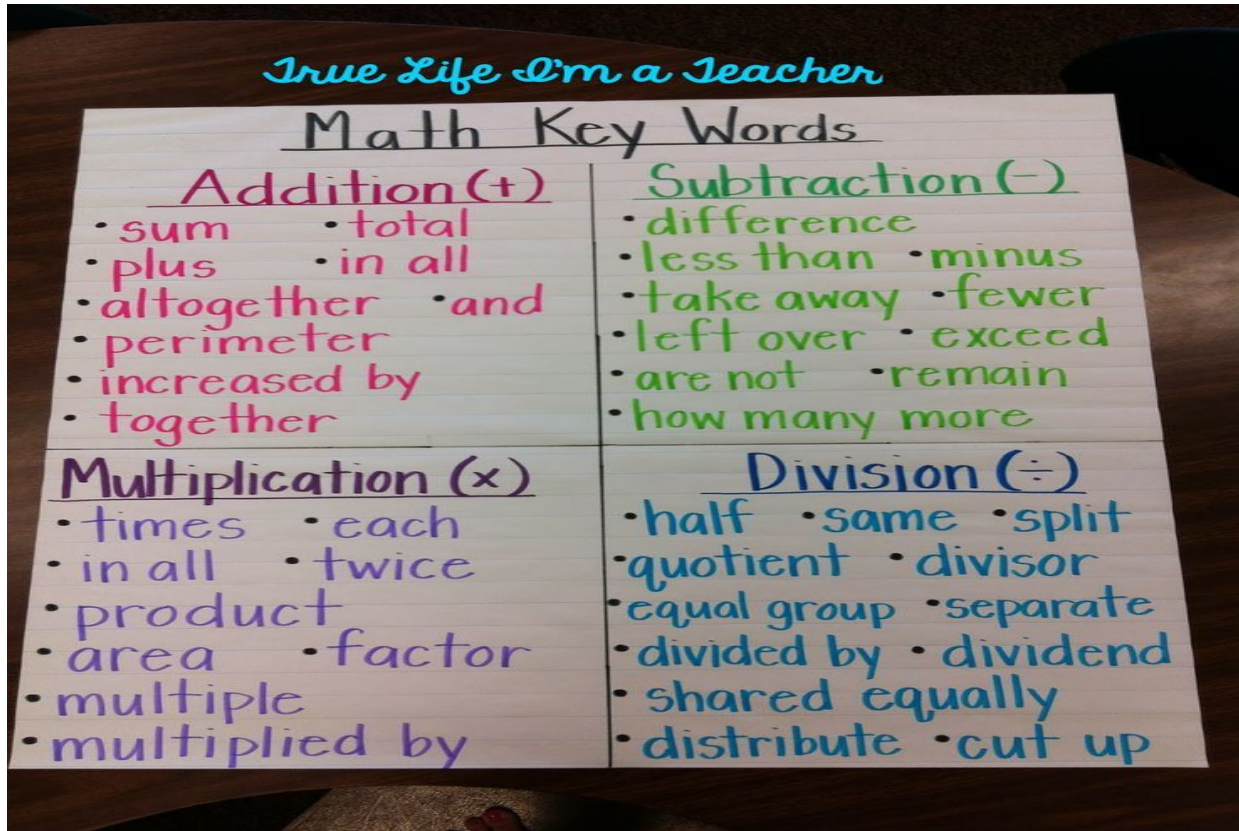 True Life I'm a Teacher
Math Key Words
Addition (+)
• sum • total
• plus • in all
• altogether • and
• perimeter
• increased by
• together
Subtraction (-)
• difference
• less than • minus
• take away • fewer
• left over • exceed
• are not • remain
• how many more
Multiplication (x)
• times • each
• in all • twice
• product
• area • factor
• multiple
• multiplied by
Division (÷)
• half • same • split
• quotient • divisor
• equal group • separate
• divided by • dividend
• shared equally
• distribute • cut up